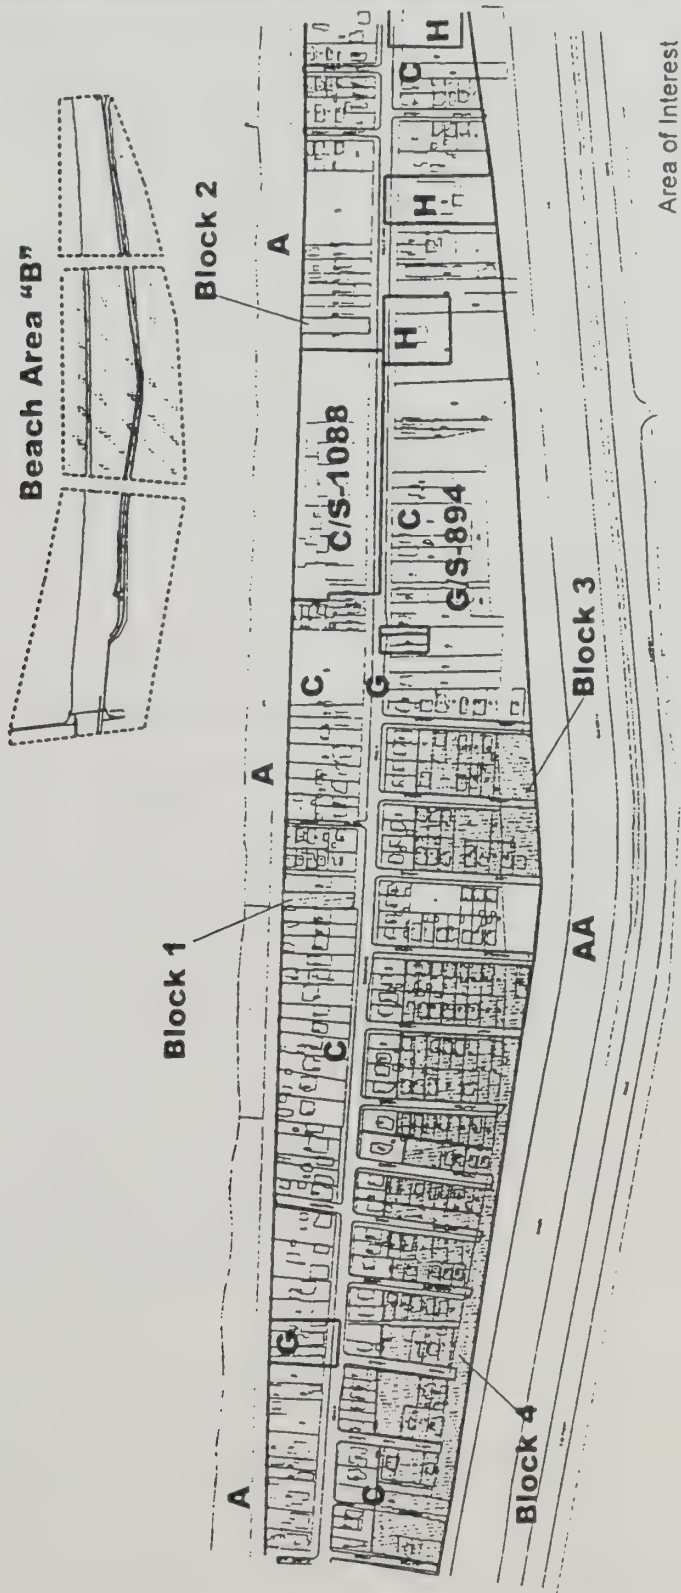 Beach Area "B"
Block 1
Block 2
A
A
A
G
C
C
C/S-1088
C
G
H
C
H
C
H
C
G/S-894
Block 4
AA
Block 3
Area of Interest